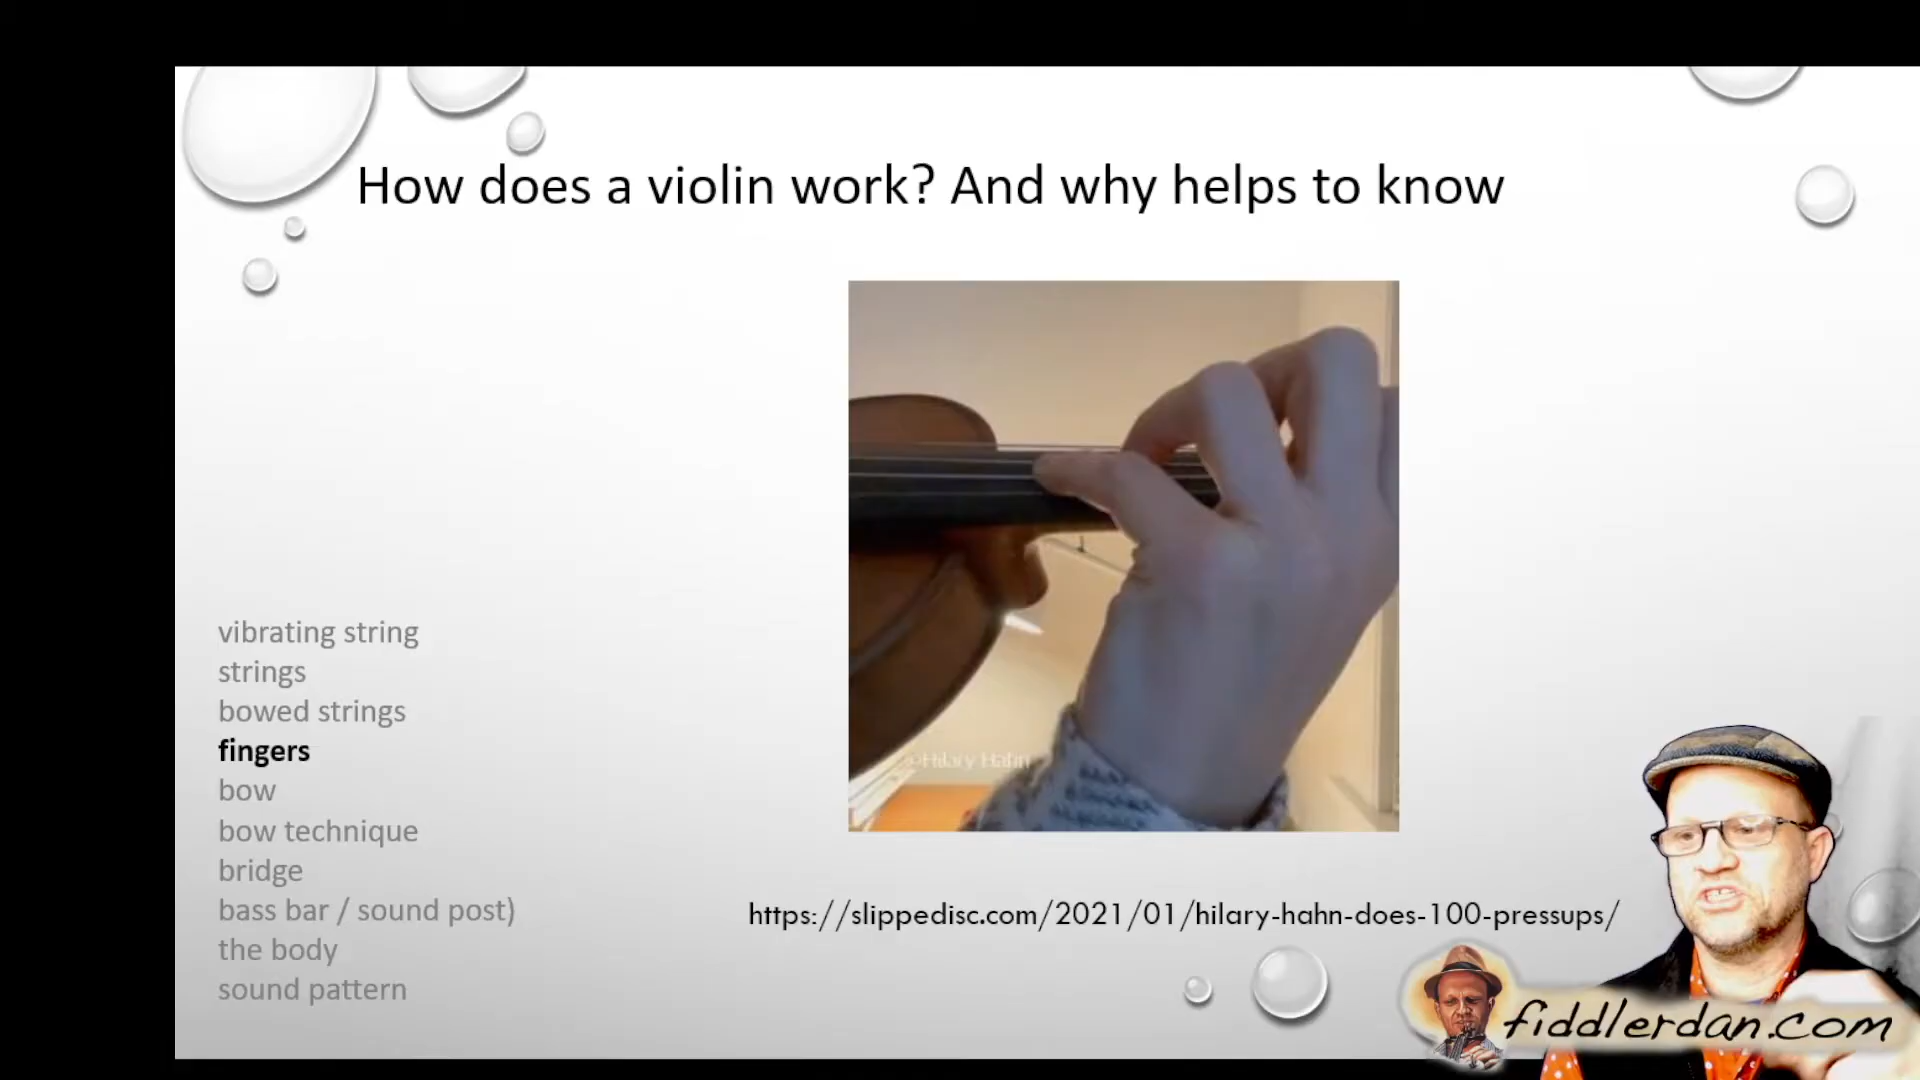 How does a violin work? And why helps to know
©Hilary Hahn
vibrating string
strings
bowed strings
fingers
bow
bow technique
bridge
bass bar / sound post)
the body
sound pattern
https://slippedisc.com/2021/01/hilary-hahn-does-100-pressups/
fiddlerdan.com